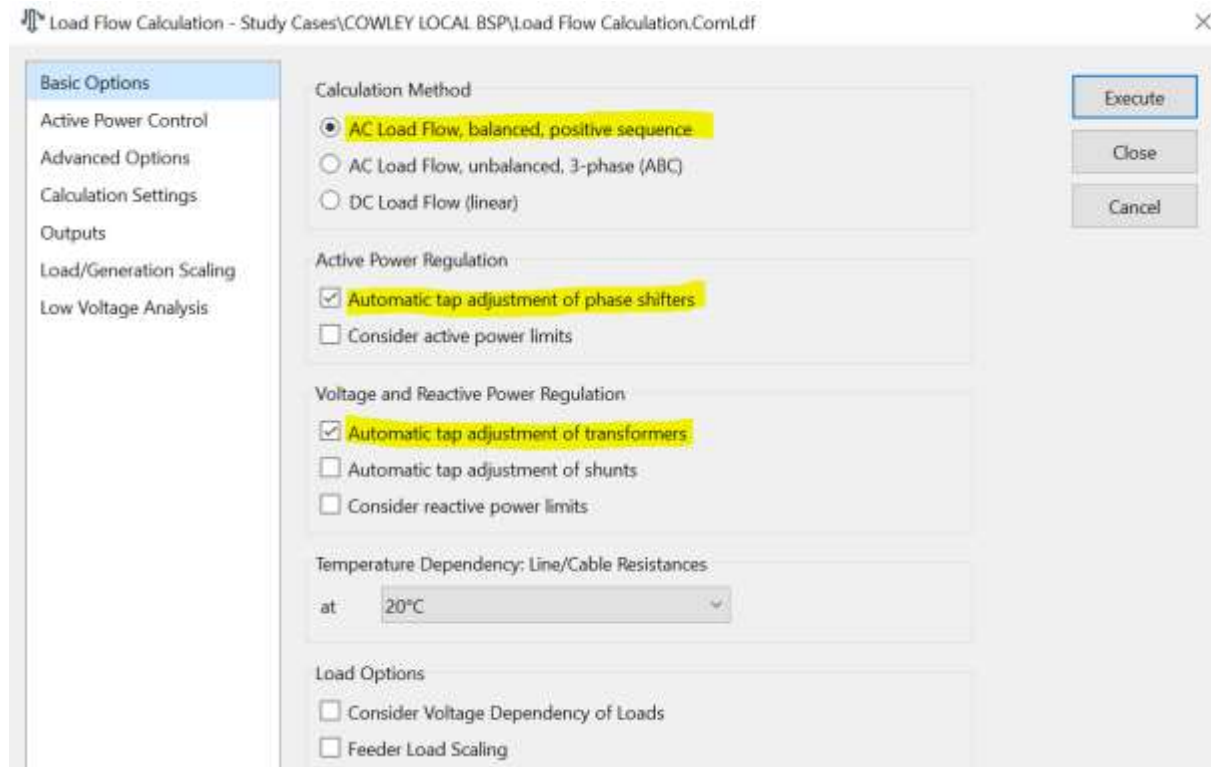 Load Flow Calculation - Study Cases\COWLEY LOCAL BSP\Load Flow Calculation.ComLdf
Basic Options
Active Power Control
Advanced Options
Calculation Settings
Outputs
Load/Generation Scaling
Low Voltage Analysis
Calculation Method
AC Load Flow, balanced, positive sequence
AC Load Flow, unbalanced, 3-phase (ABC)
DC Load Flow (linear)
Active Power Regulation
Automatic tap adjustment of phase shifters
Consider active power limits
Voltage and Reactive Power Regulation
Automatic tap adjustment of transformers
Automatic tap adjustment of shunts
Consider reactive power limits
Temperature Dependency: Line/Cable Resistances
at 20°C
Load Options
Consider Voltage Dependency of Loads
Feeder Load Scaling
Execute
Close
Cancel